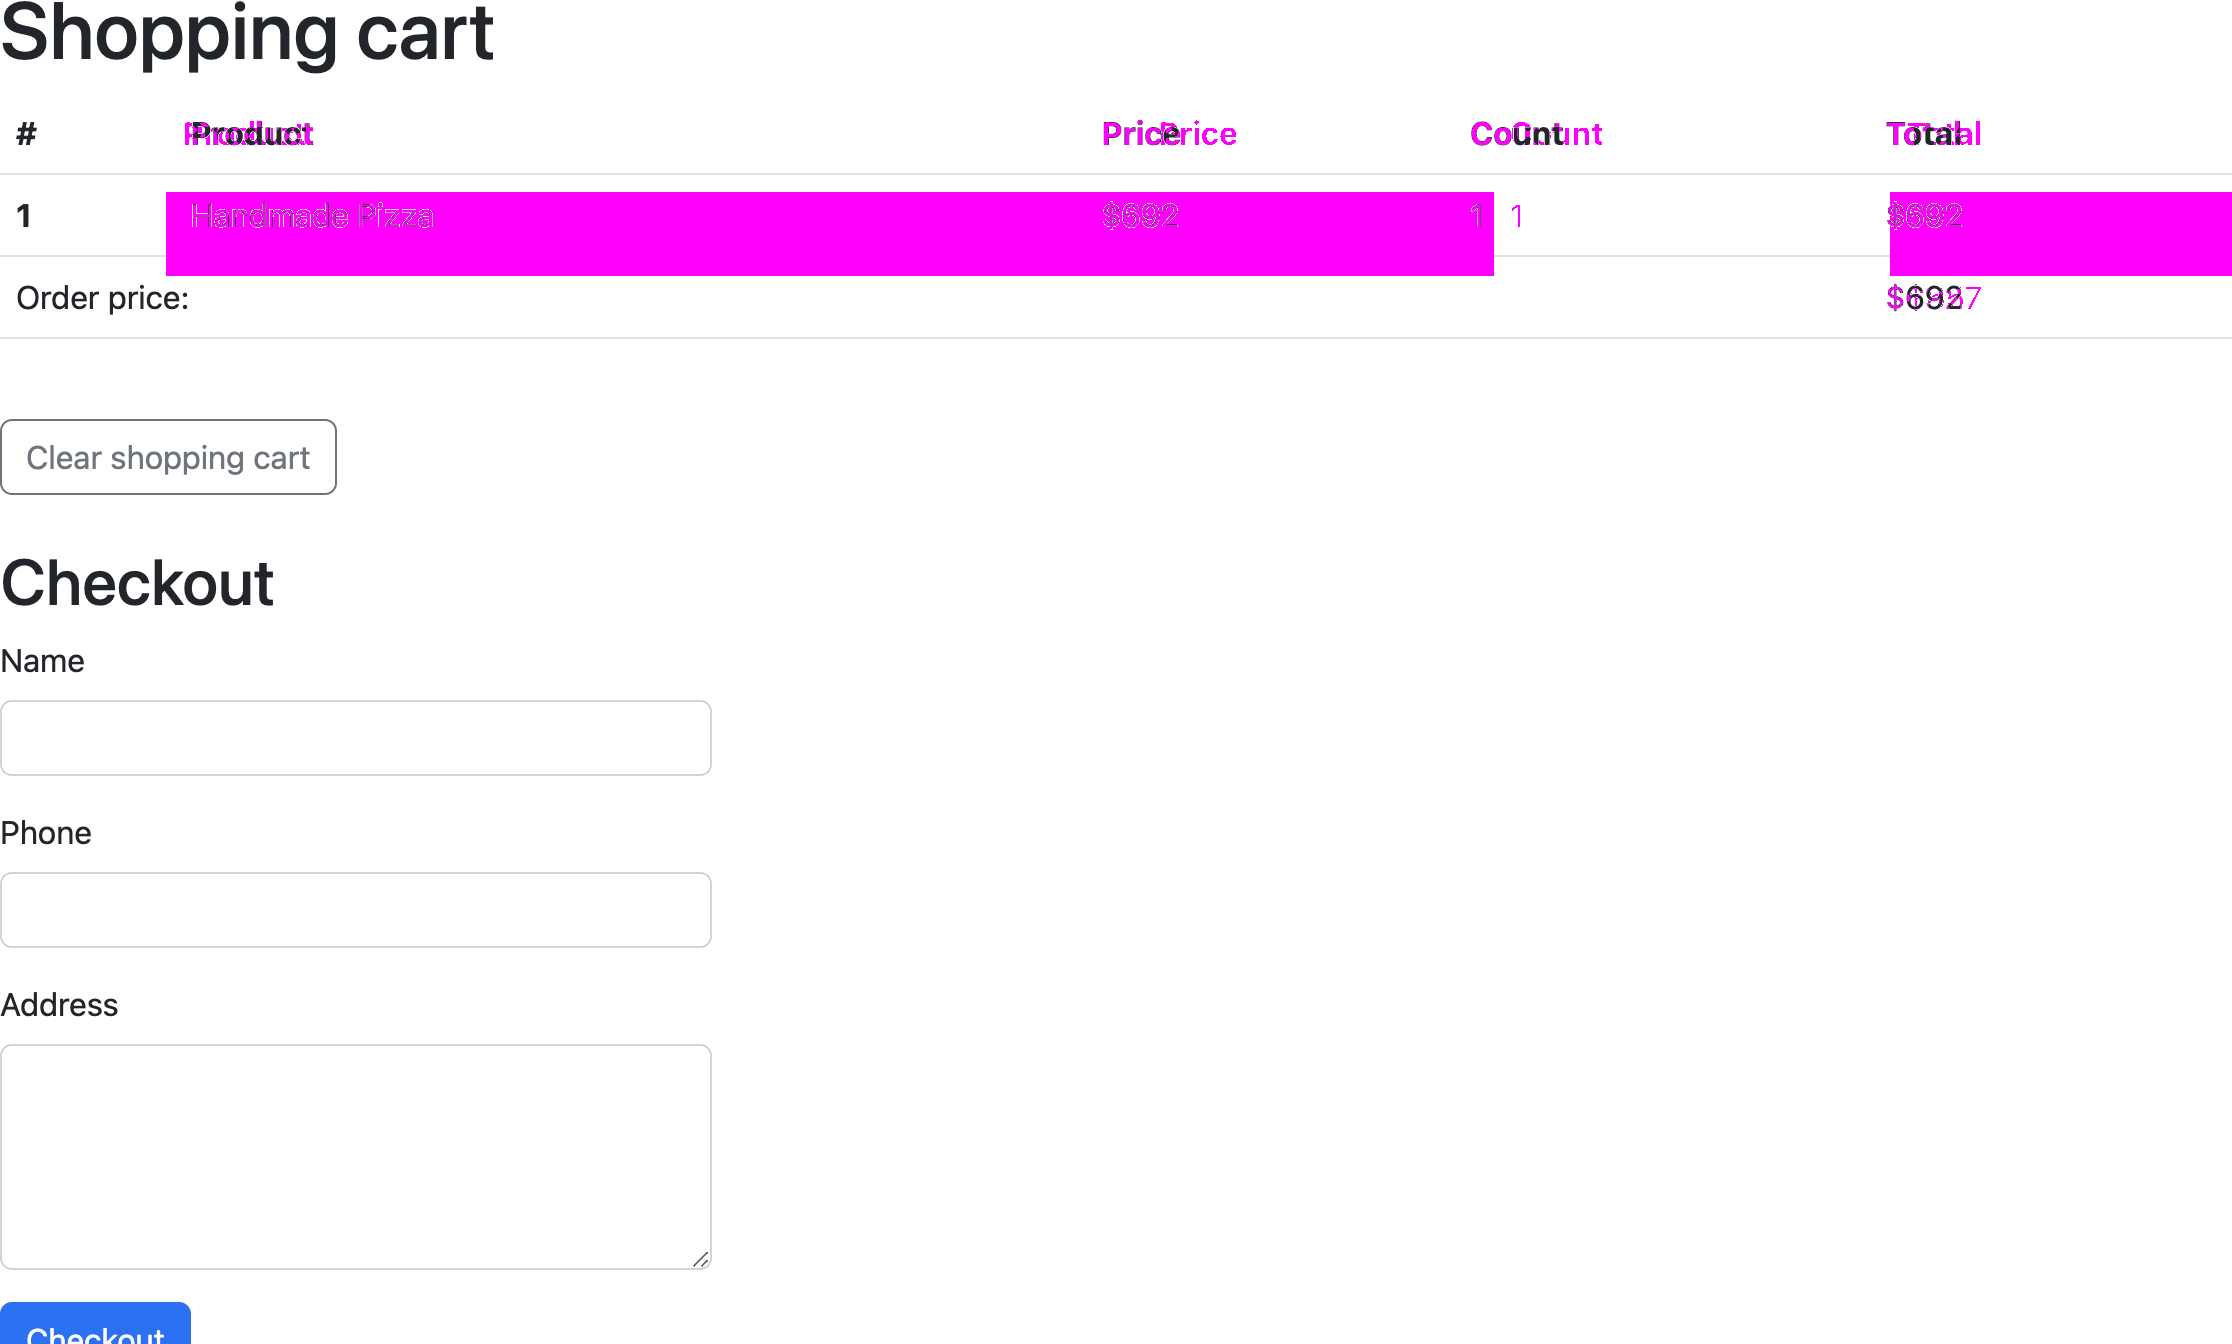 Shopping cart
# Product Price Count Total
1 Handmade Pizza $692 1 $692
Order price: $692
Clear shopping cart
Checkout
Name
Phone
Address
Checkout